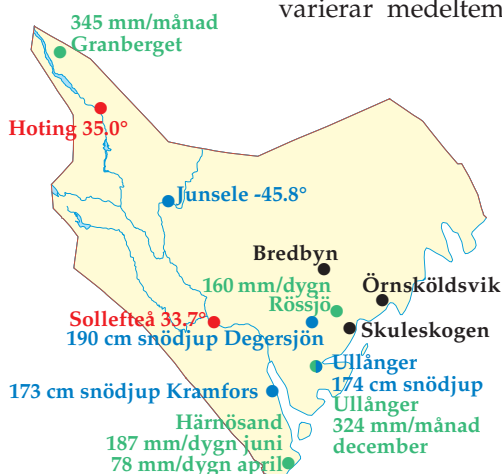 varierar medeltem
345 mm/månad
Granberget
Hoting 35.0°
Junsele -45.8°
Bredbyn
160 mm/dygn
Rössjö
Örnsköldsvik
Sollefteå 33.7°
Skuleskogen
190 cm snödjup Degersjön
Ullånger
174 cm snödjup
173 cm snödjup Kramfors
Ullånger
324 mm/månad
december
Härnösand
187 mm/dygn juni
78 mm/dygn april